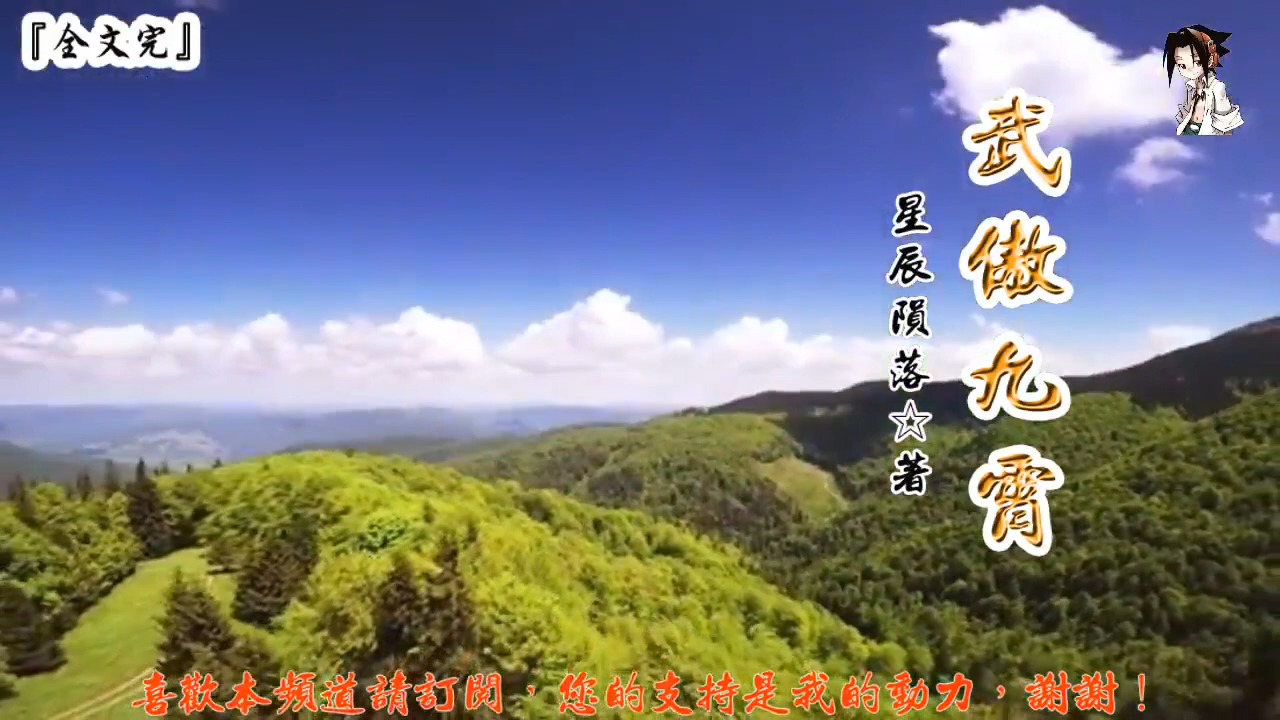 『全文完』
武傲九霄
星辰隕落☆著
喜歡本頻道請訂閱，您的支持是我的動力，謝謝！